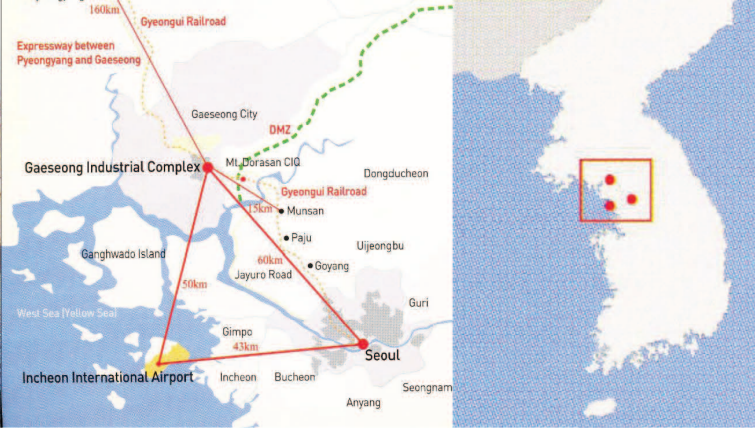 160km
Gyeongui Railroad
Expressway between
Pyeongyang and Gaeseong
Gaeseong City
DMZ
Gaeseong Industrial Complex
Mt.Dorasan CIQ
Dongducheon
Gyeongui Railroad
15km
Munsan
Paju
Uijeongbu
Ganghwado Island
60km
Goyang
Jayuro Road
50km
Guri
West Sea (Yellow Sea)
Gimpo
43km
Seoul
Incheon International Airport
Incheon
Bucheon
Seongnam
Anyang